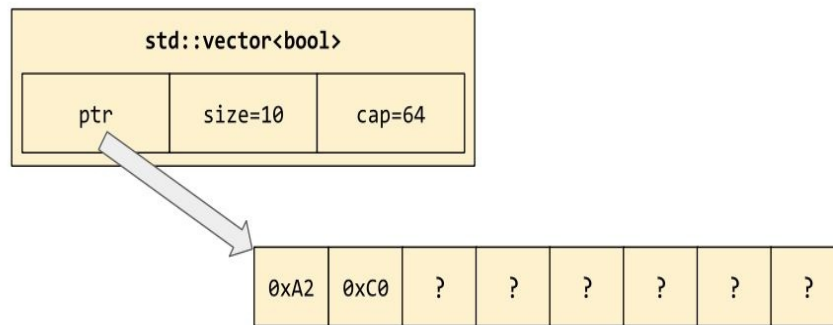 std::vector<bool>
ptr size=10 cap=64
0xA2 0xC0 ? ? ? ? ? ?